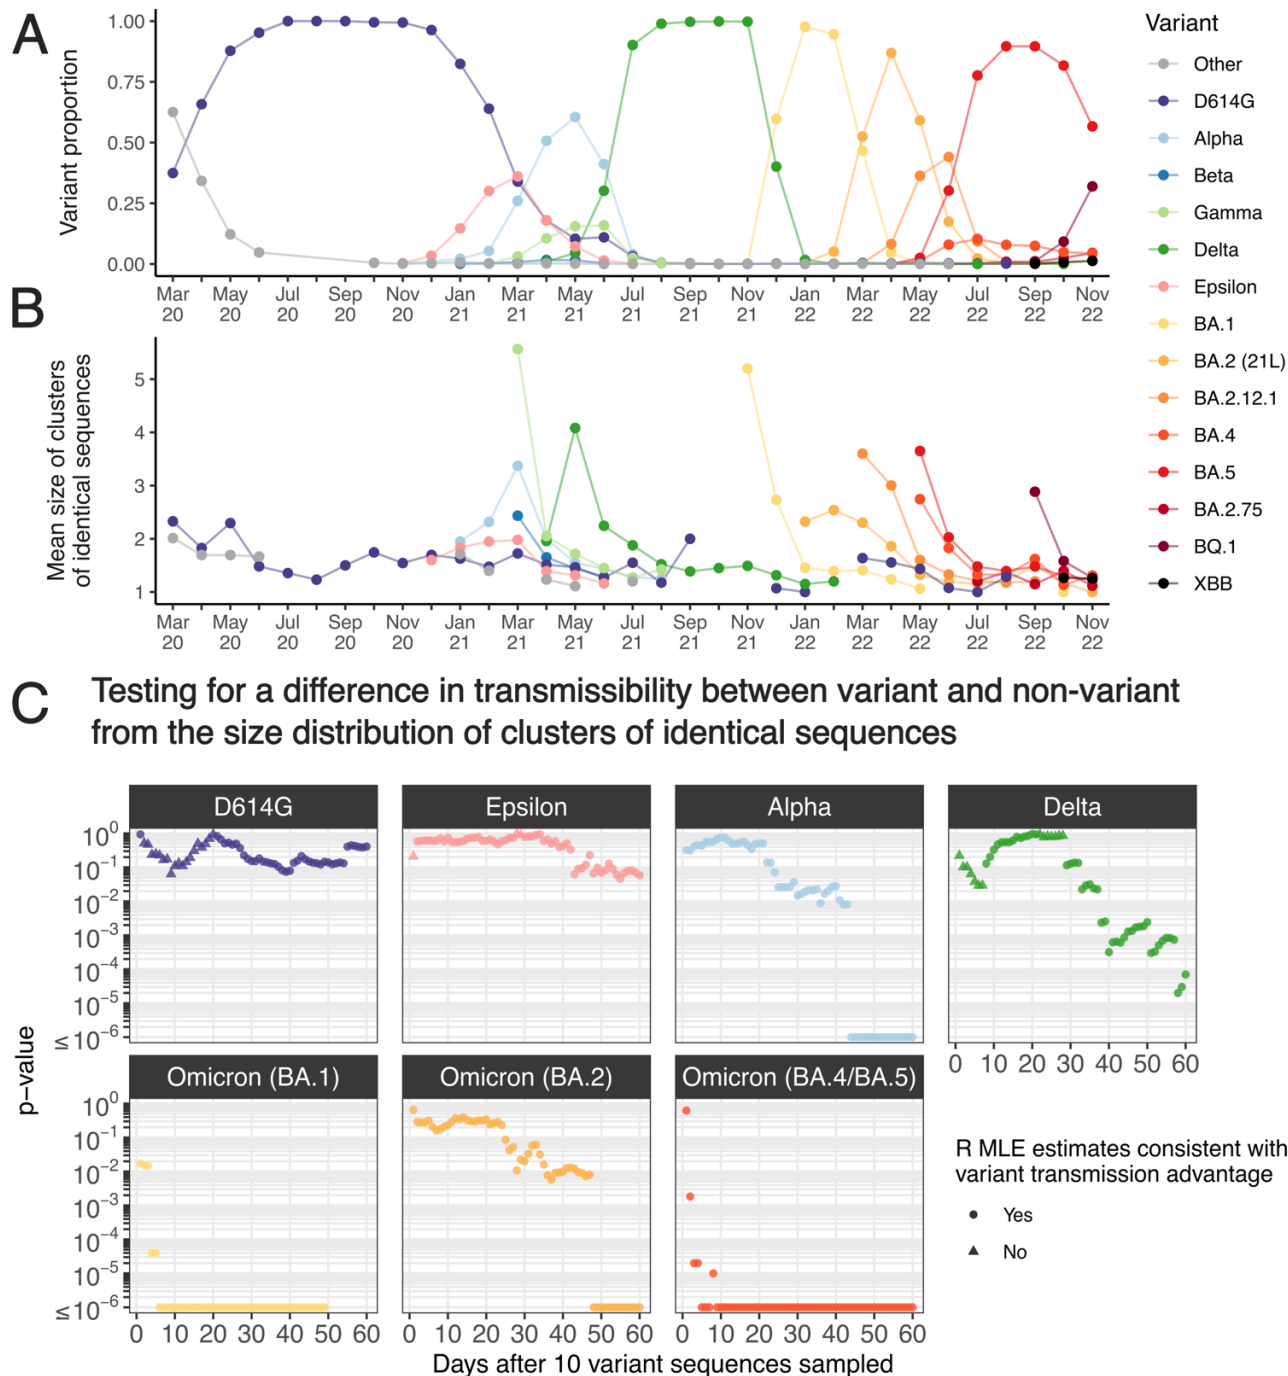 A
Variant proportion
1.00
0.75
0.50
0.25
0.00
Mar 20
May 20
Jul 20
Sep 20
Nov 20
Jan 21
Mar 21
May 21
Jul 21
Sep 21
Nov 21
Jan 22
Mar 22
May 22
Jul 22
Sep 22
Nov 22
Variant
Other
D614G
Alpha
Beta
Gamma
Delta
Epsilon
BA.1
BA.2 (21L)
BA.2.12.1
BA.4
BA.5
BA.2.75
BQ.1
XBB
B
Mean size of clusters
of identical sequences
5
4
3
2
1
Mar 20
May 20
Jul 20
Sep 20
Nov 20
Jan 21
Mar 21
May 21
Jul 21
Sep 21
Nov 21
Jan 22
Mar 22
May 22
Jul 22
Sep 22
Nov 22
C
Testing for a difference in transmissibility between variant and non-variant
from the size distribution of clusters of identical sequences
D614G
Epsilon
Alpha
Delta
10⁰
10⁻¹
10⁻²
10⁻³
10⁻⁴
10⁻⁵
≤ 10⁻⁶
0 10 20 30 40 50 60
p-value
Omicron (BA.1)
Omicron (BA.2)
Omicron (BA.4/BA.5)
10⁰
10⁻¹
10⁻²
10⁻³
10⁻⁴
10⁻⁵
≤ 10⁻⁶
0 10 20 30 40 50 60
0 10 20 30 40 50 60
0 10 20 30 40 50 60
Days after 10 variant sequences sampled
R MLE estimates consistent with
variant transmission advantage
Yes
No